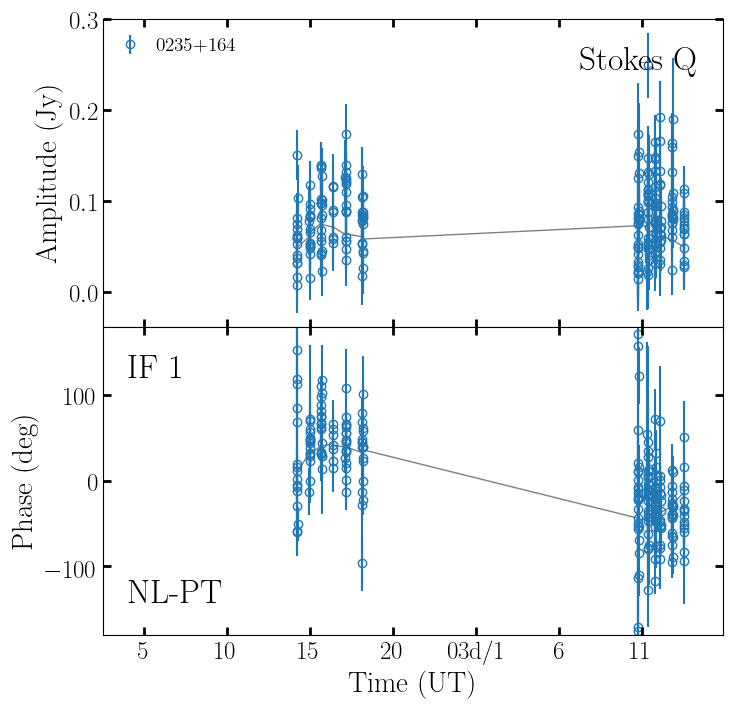 0.3
0235+164
Stokes Q
0.2
Amplitude (Jy)
0.1
0.0
IF 1
100
Phase (deg)
0
−100
NL-PT
5 10 15 20 03d/1 6 11
Time (UT)